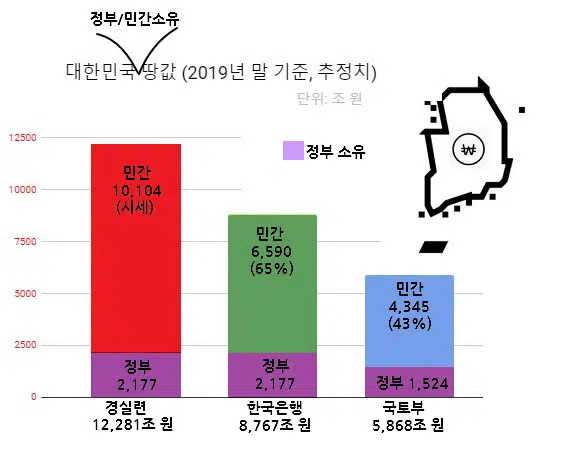 정부/민간소유
대한민국 땅값 (2019년 말 기준, 추정치)
단위: 조 원
정부 소유
₩
12500
10000
7500
5000
2500
0
민간
10,104
(시세)
정부
2,177
경실련
12,281조 원
민간
6,590
(65%)
정부
2,177
한국은행
8,767조 원
민간
4,345
(43%)
정부 1,524
국토부
5,868조 원